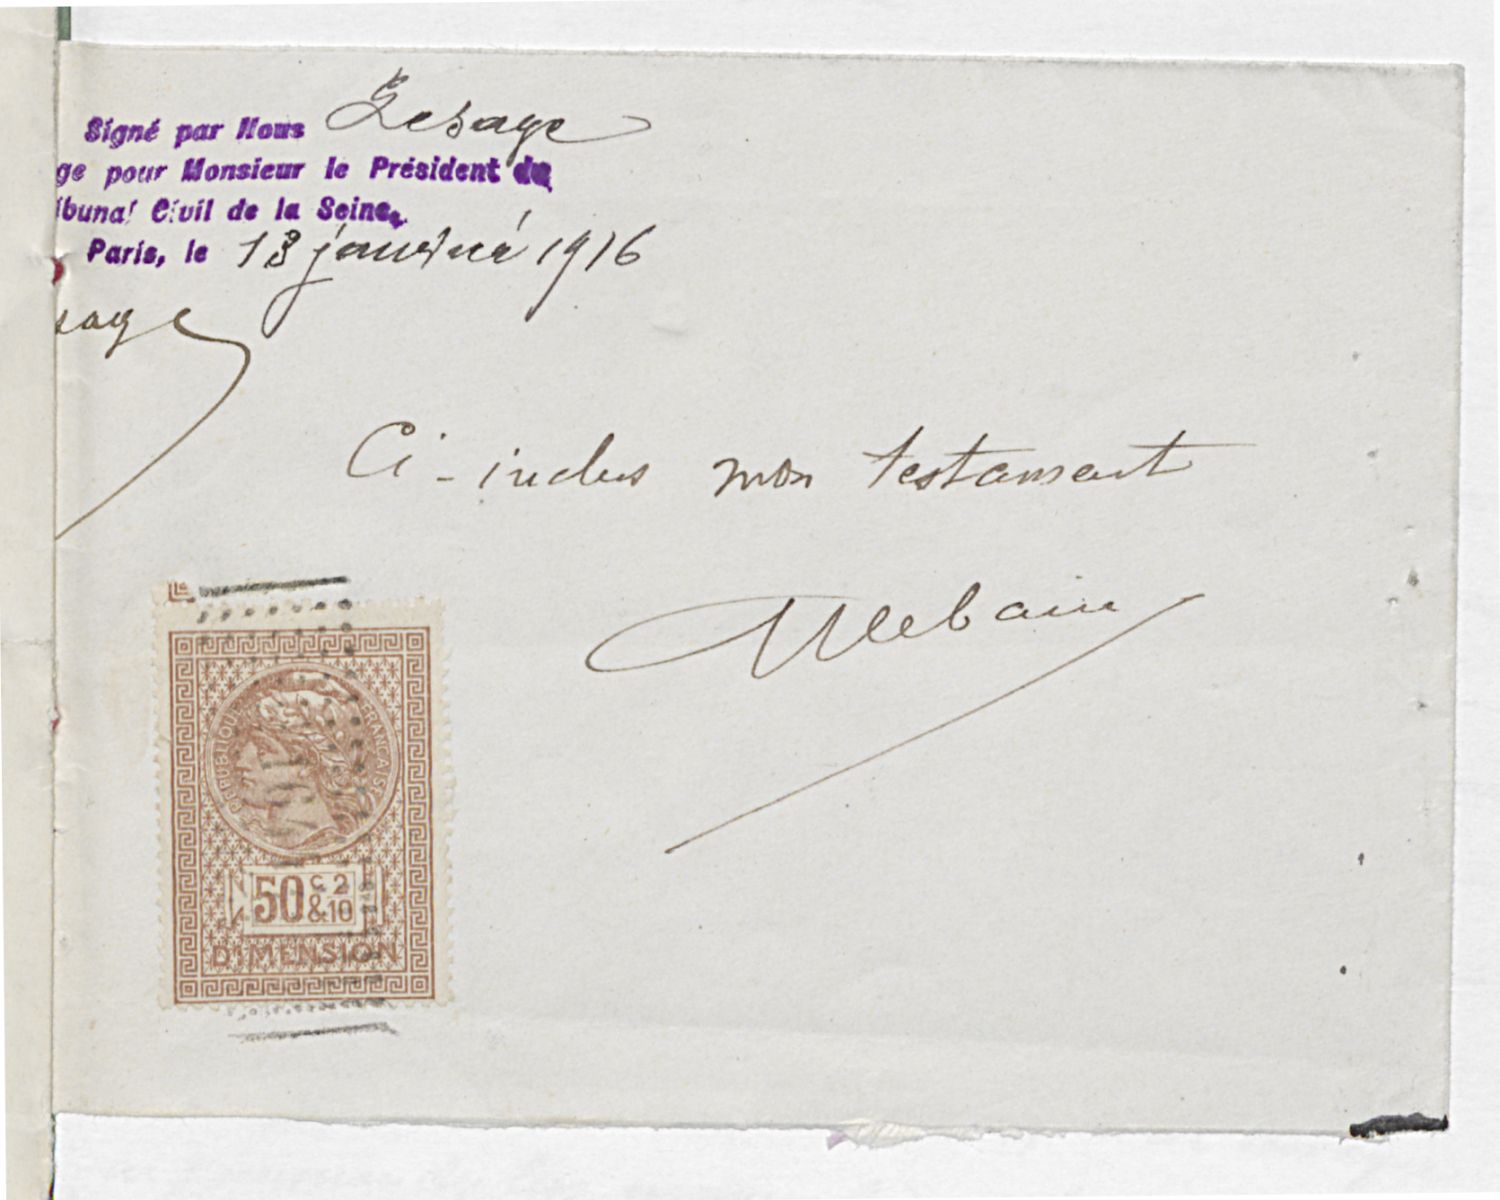 Signé par Nous Lesage
ge pour Monsieur le Président du
ibunal Civil de la Seine.
Paris, le 13 janvier 1916
sage
Ci-inclus mon testament
RÉPUBLIQUE FRANÇAISE
50 c 2
& 10
DIMENSION